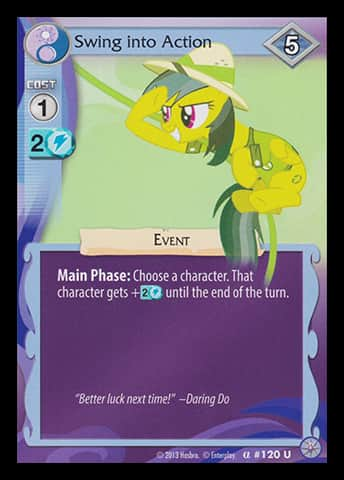 Swing into Action
5
COST
1
2
EVENT
Main Phase: Choose a character. That
character gets +2 until the end of the turn.
"Better luck next time!" –Daring Do
© 2013 Hasbro. © Enterplay α #120 U